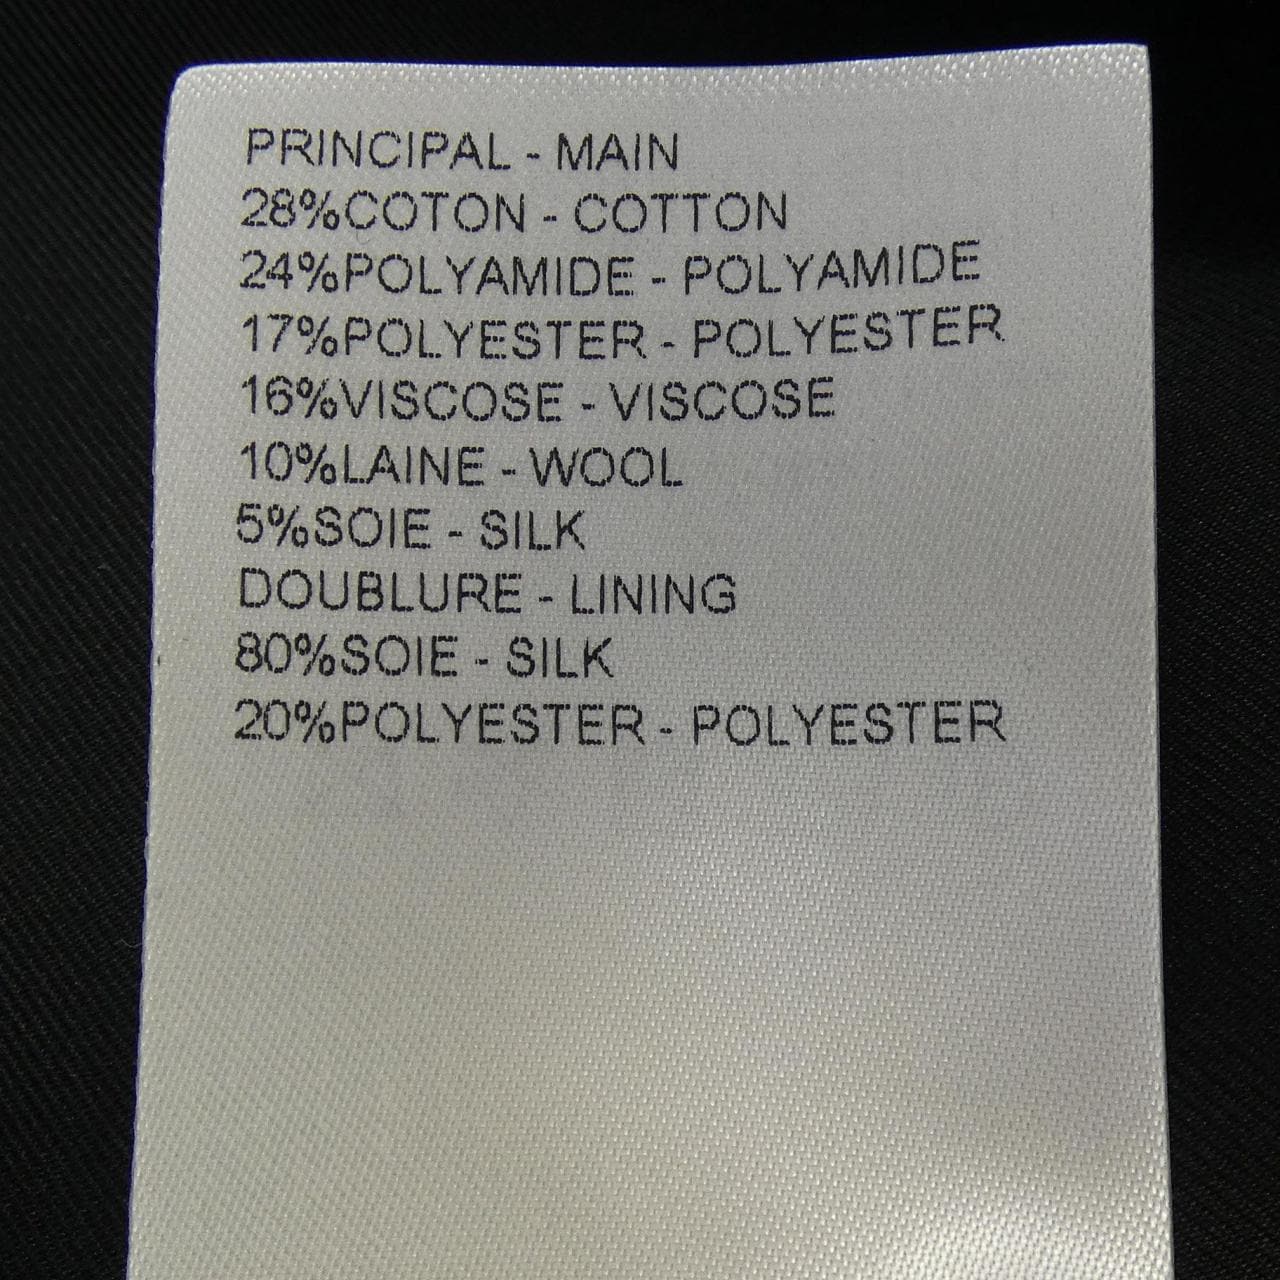 PRINCIPAL - MAIN
28%COTON - COTTON
24%POLYAMIDE - POLYAMIDE
17%POLYESTER - POLYESTER
16%VISCOSE - VISCOSE
10%LAINE - WOOL
5%SOIE - SILK
DOUBLURE - LINING
80%SOIE - SILK
20%POLYESTER - POLYESTER